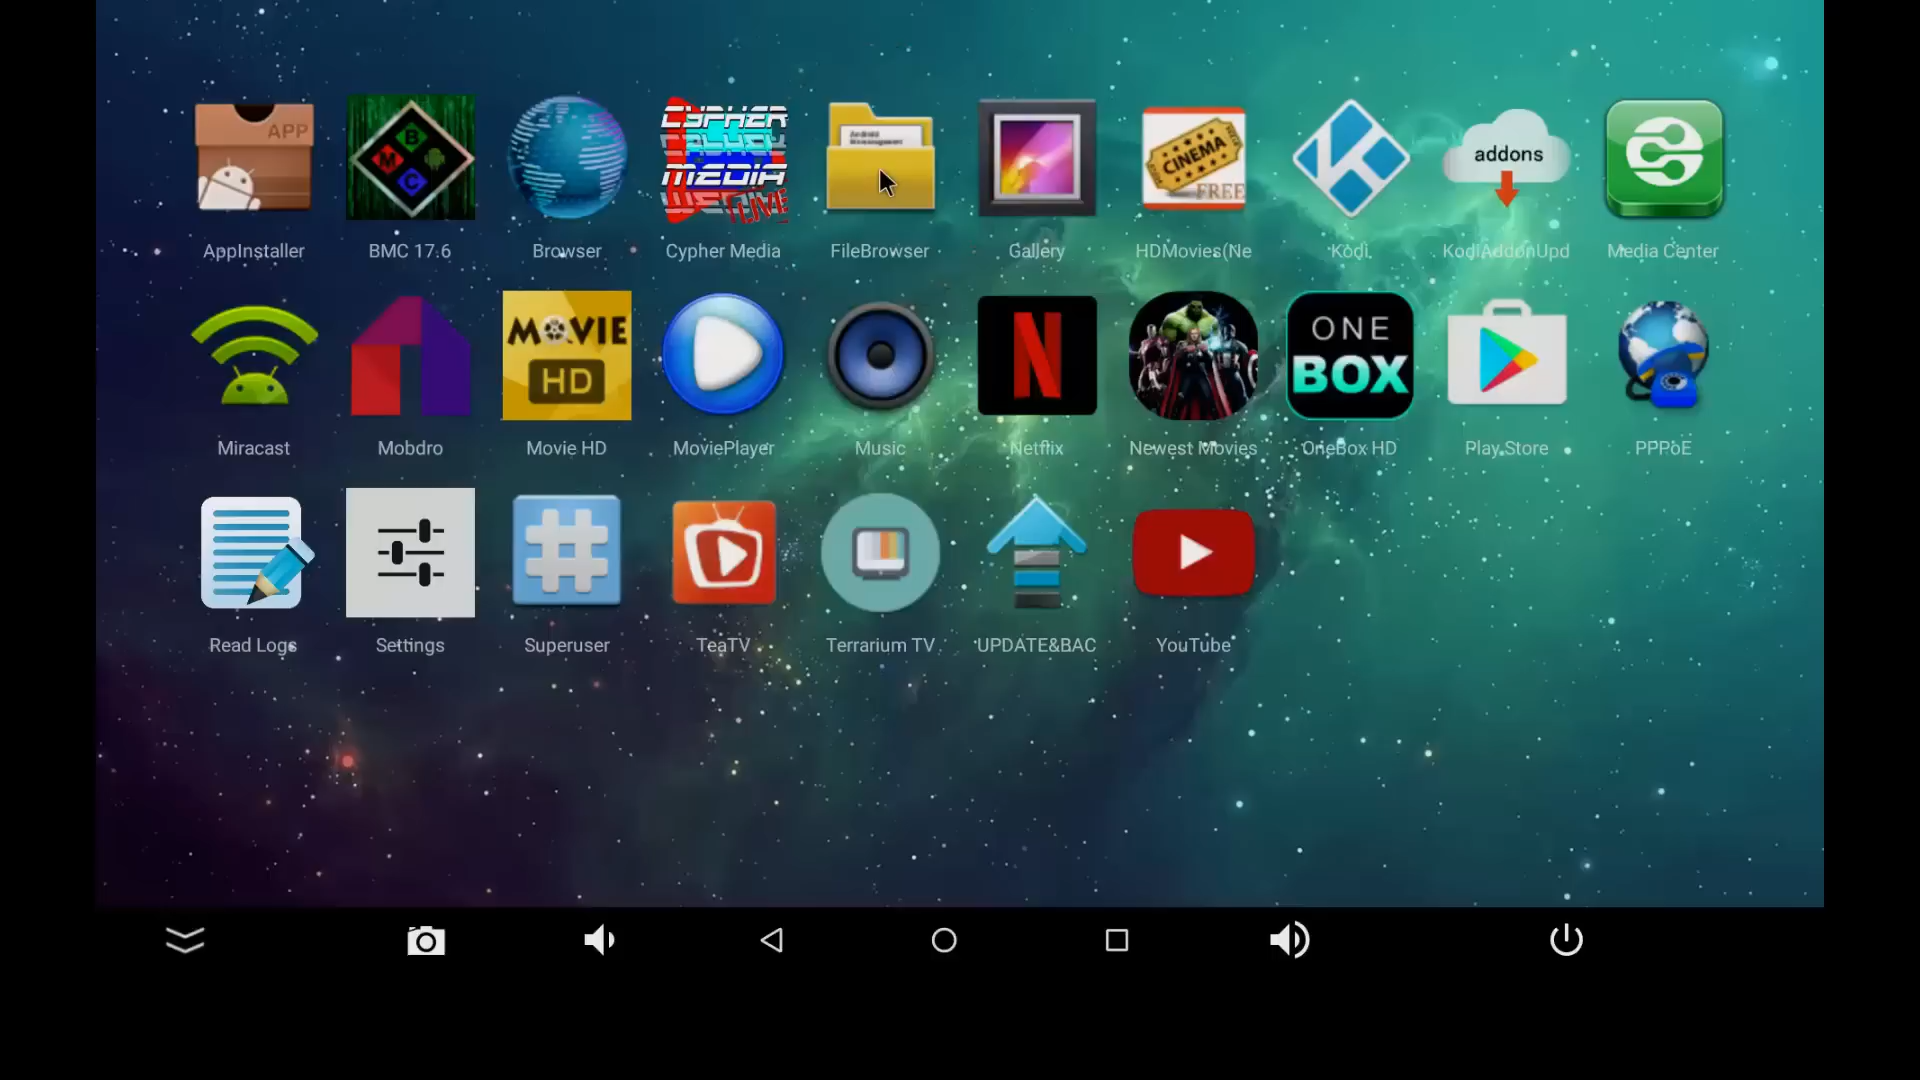 APP
B
M
C
CYPHER
MEDIA
LIVE
CINEMA
FREE
addons
AppInstaller
BMC 17.6
Browser
Cypher Media
FileBrowser
Gallery
HDMovies(Ne
Kodi
KodiAddonUpd
Media Center
MOVIE
HD
N
ONE
BOX
Miracast
Mobdro
Movie HD
MoviePlayer
Music
Netflix
Newest Movies
OneBox HD
Play Store
PPPoE
Read Logs
Settings
Superuser
TeaTV
Terrarium TV
UPDATE&BAC
YouTube